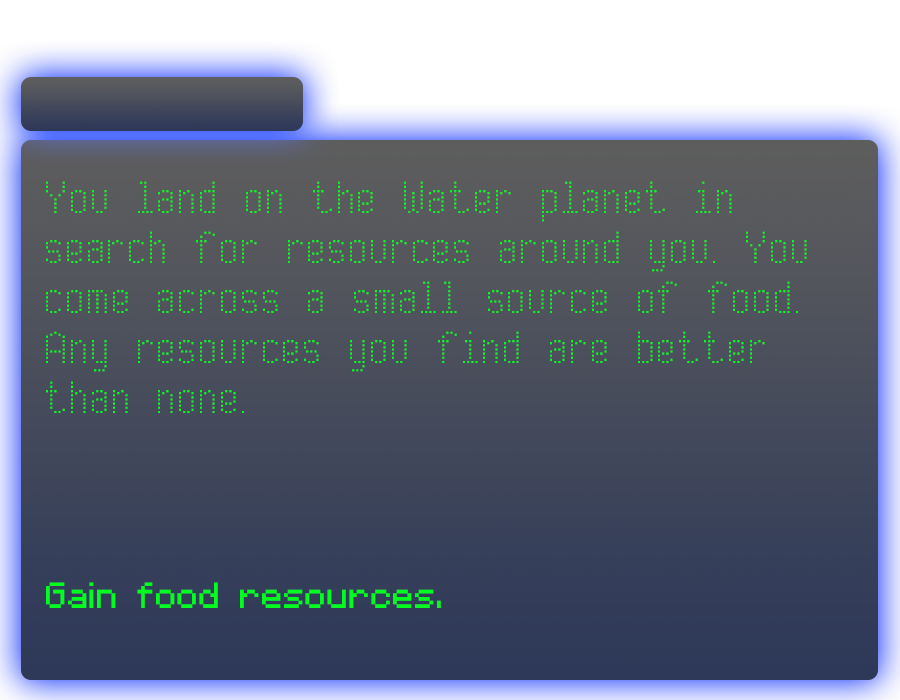 You land on the Water planet in
search for resources around you. You
come across a small source of food.
Any resources you find are better
than none.
Gain food resources.